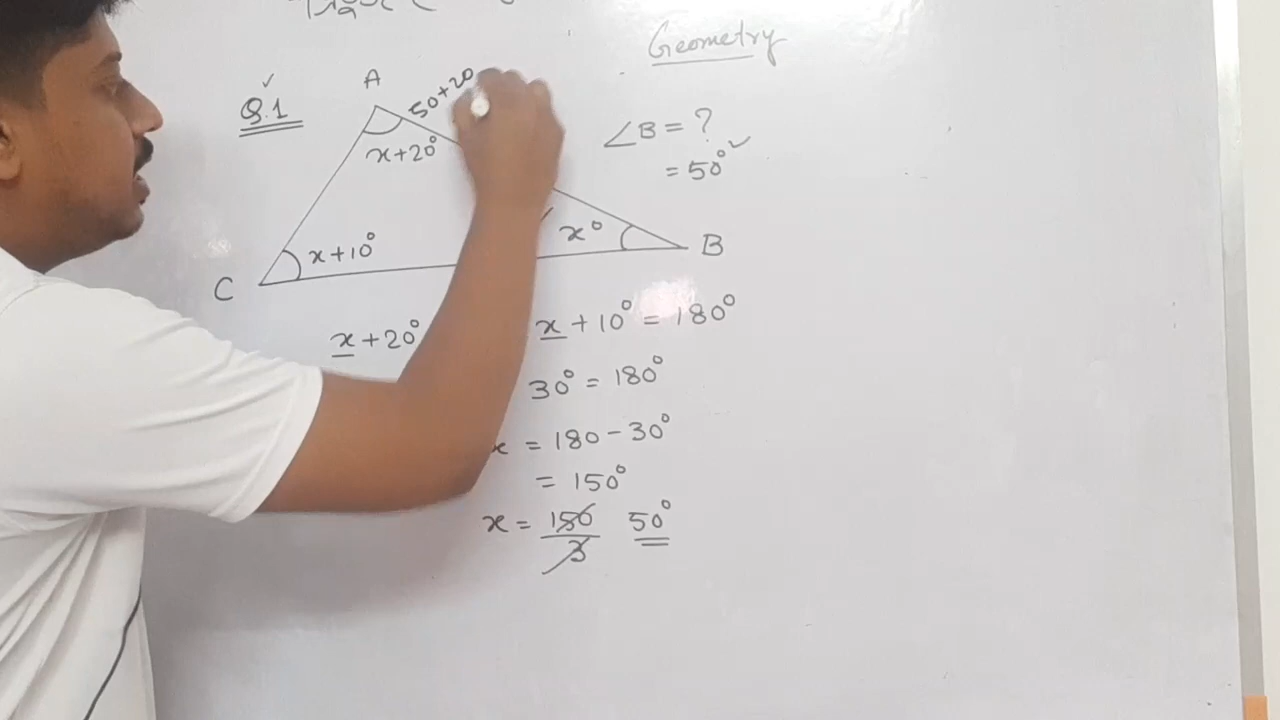 Geometry
Q.1
A
50+20
x+20°
∠B = ?
= 50°
x°
B
x+10°
C
x+20°
x+10° = 180°
30° = 180°
x = 180-30°
= 150°
x = 150/3 50°